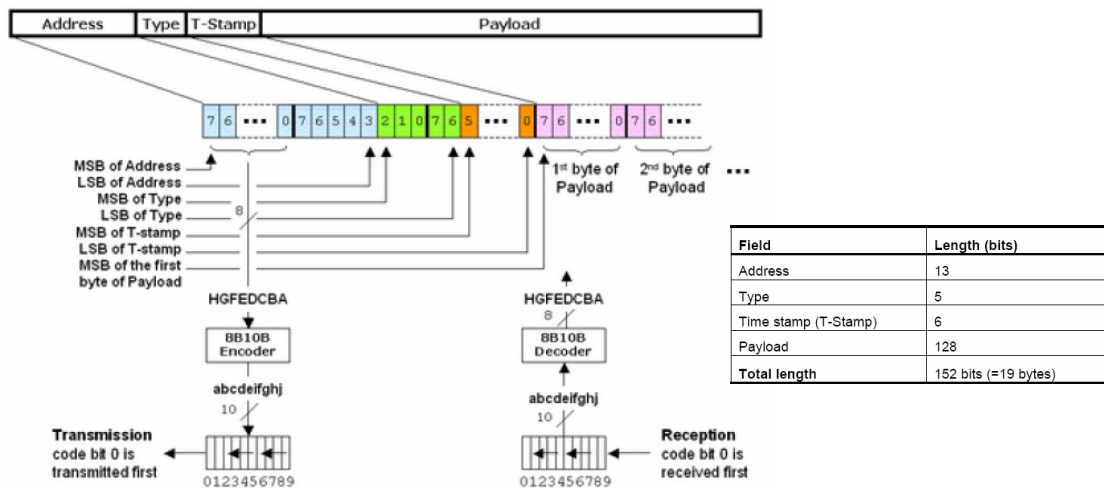 Address Type T-Stamp Payload
7 6 ... 0 7 6 5 4 3 2 1 0 7 6 5 ... 0 7 6 ... 0 7 6 ...
MSB of Address
LSB of Address
MSB of Type
LSB of Type
MSB of T-stamp
LSB of T-stamp
MSB of the first
byte of Payload
8
1st byte of
Payload
2nd byte of
Payload
...
HGFEDCBA
8B10B
Encoder
abcdeifghj
10
Transmission
code bit 0 is
transmitted first
0123456789
HGFEDCBA
8
8B10B
Decoder
abcdeifghj
10
Reception
code bit 0 is
received first
0123456789
Field Length (bits)
Address 13
Type 5
Time stamp (T-Stamp) 6
Payload 128
Total length 152 bits (=19 bytes)